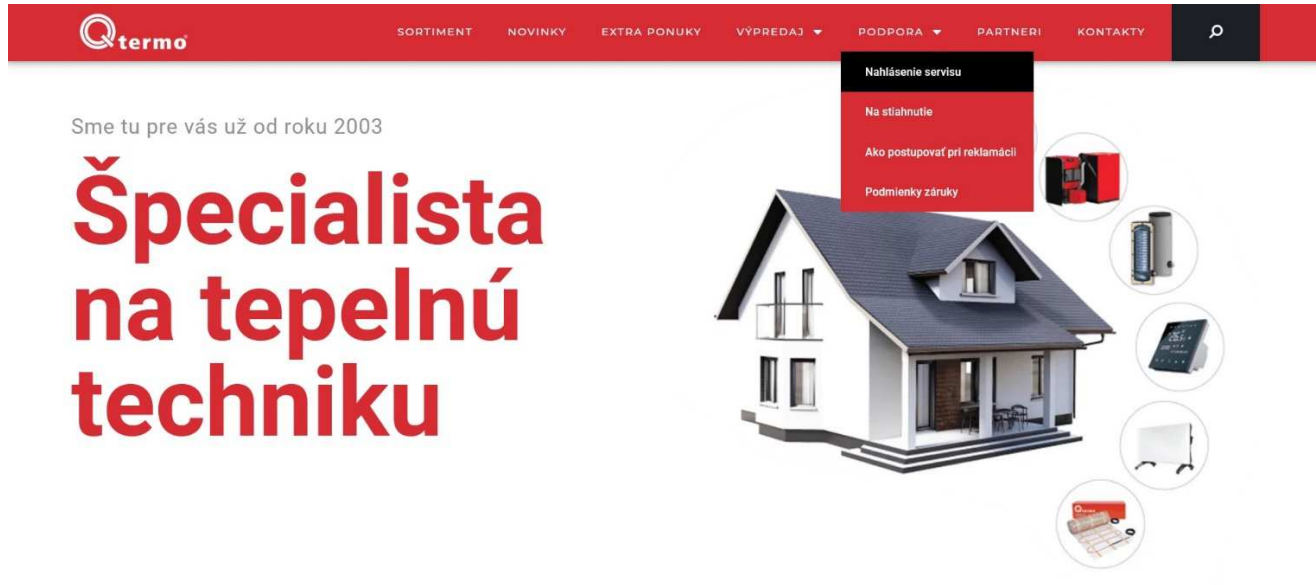 Qtermo
SORTIMENT NOVINKY EXTRA PONUKY VÝPREDAJ PODPORA PARTNERI KONTAKTY
Nahlásenie servisu
Na stiahnutie
Ako postupovať pri reklamácii
Podmienky záruky
Sme tu pre vás už od roku 2003
Špecialista
na tepelnú
techniku